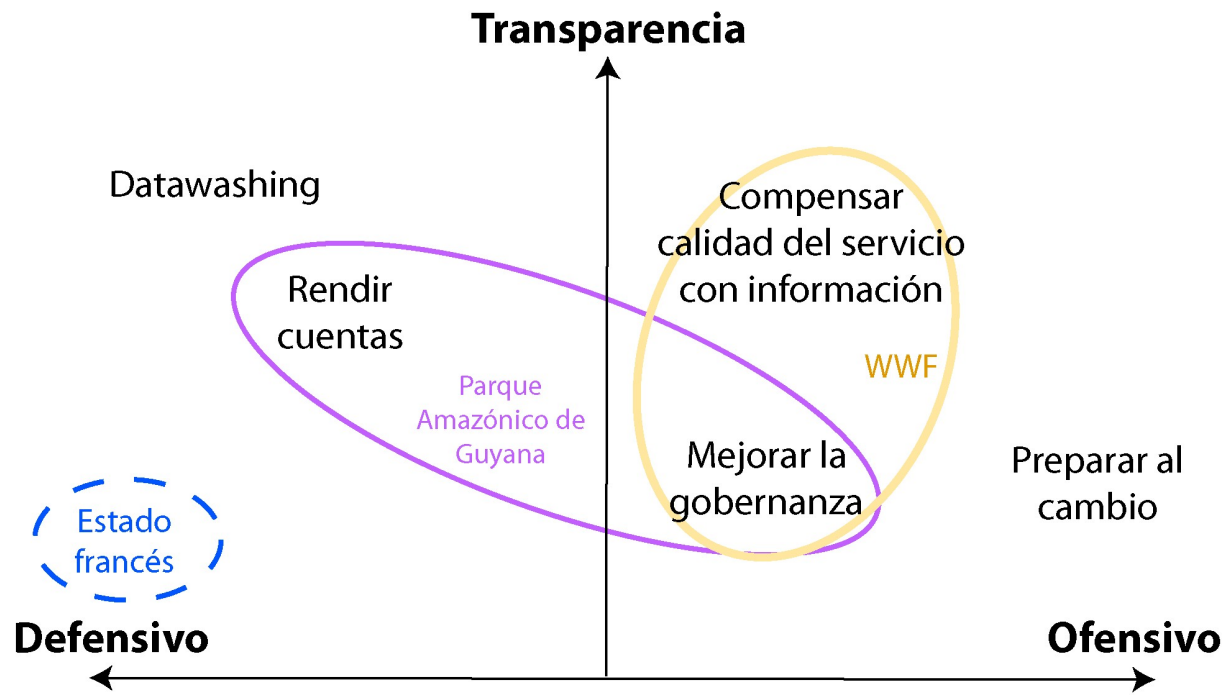 Transparencia
Datawashing
Compensar
calidad del servicio
con información
Rendir
cuentas
WWF
Parque
Amazónico de
Guyana
Mejorar la
gobernanza
Preparar al
cambio
Estado
francés
Defensivo
Ofensivo